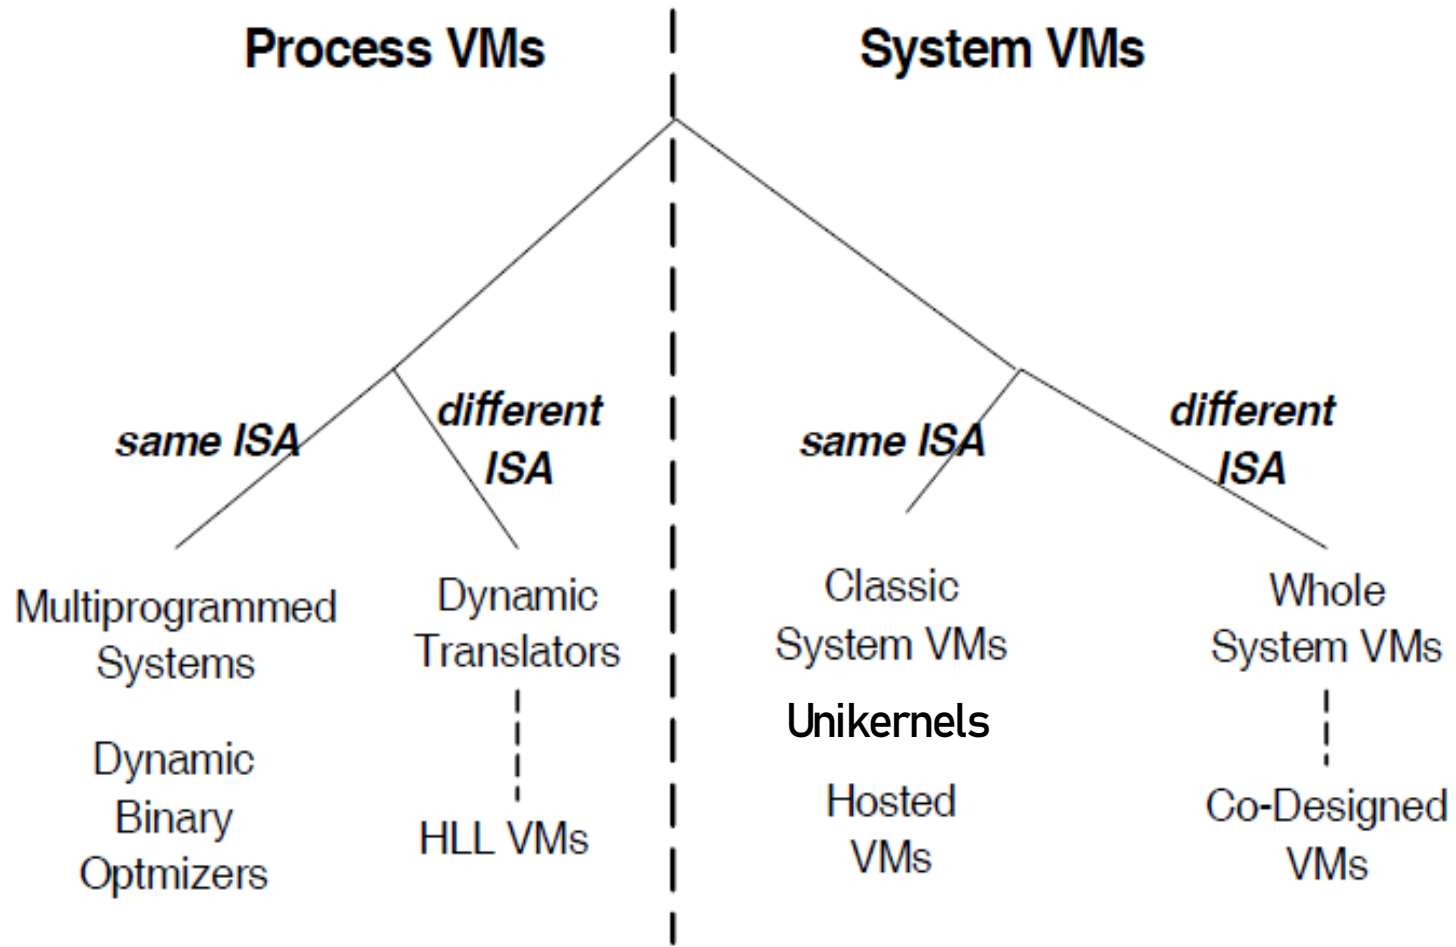 Process VMs
System VMs
same ISA
different
ISA
same ISA
different
ISA
Multiprogrammed
Systems
Dynamic
Binary
Optmizers
Dynamic
Translators
HLL VMs
Classic
System VMs
Unikernels
Hosted
VMs
Whole
System VMs
Co-Designed
VMs